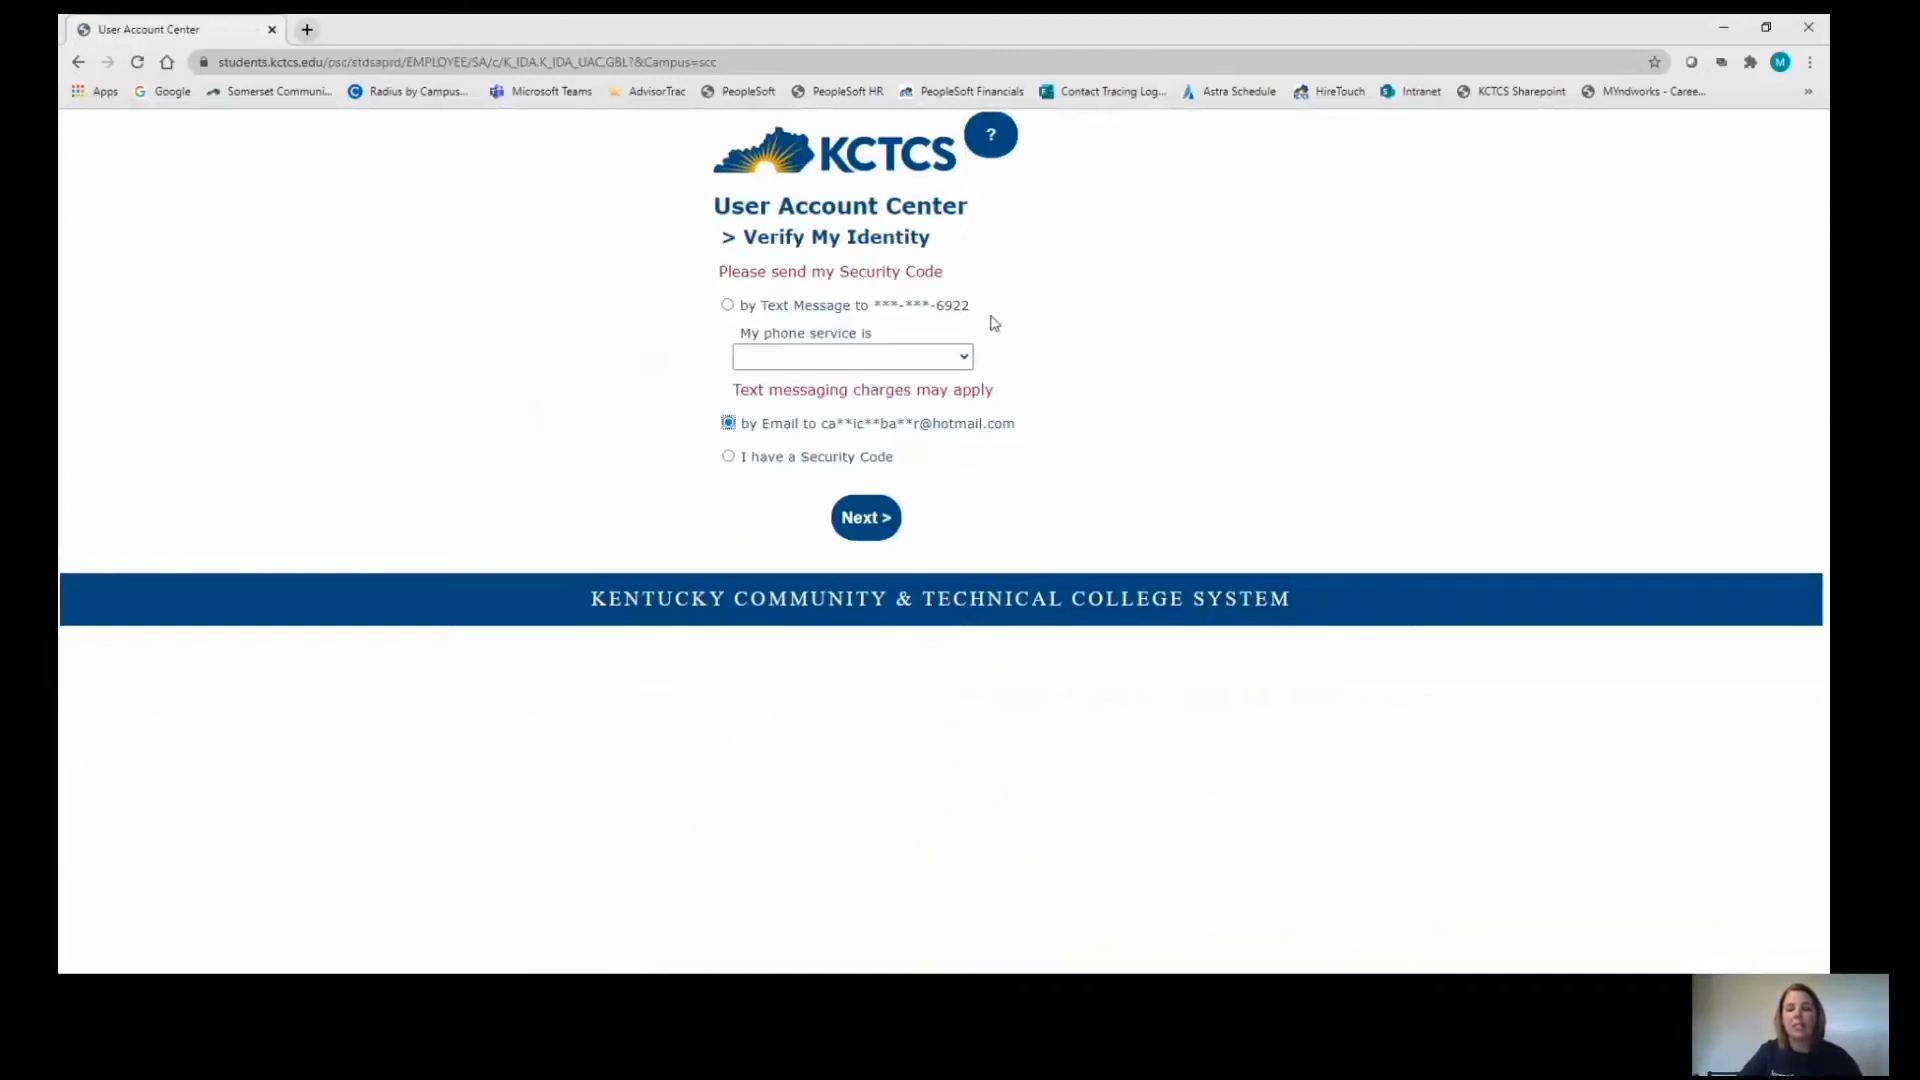 User Account Center
students.kctcs.edu/psc/stdsaprd/EMPLOYEE/SA/c/K_IDA.K_IDA_UAC.GBL?&Campus=scc
M
Apps Google Somerset Communi... Radius by Campus... Microsoft Teams AdvisorTrac PeopleSoft PeopleSoft HR PeopleSoft Financials Contact Tracing Log... Astra Schedule HireTouch Intranet KCTCS Sharepoint MYndworks - Caree... »
KCTCS ?
User Account Center
> Verify My Identity
Please send my Security Code
by Text Message to ***-***-6922
My phone service is
Text messaging charges may apply
by Email to ca**ic**ba**r@hotmail.com
I have a Security Code
Next >
KENTUCKY COMMUNITY & TECHNICAL COLLEGE SYSTEM